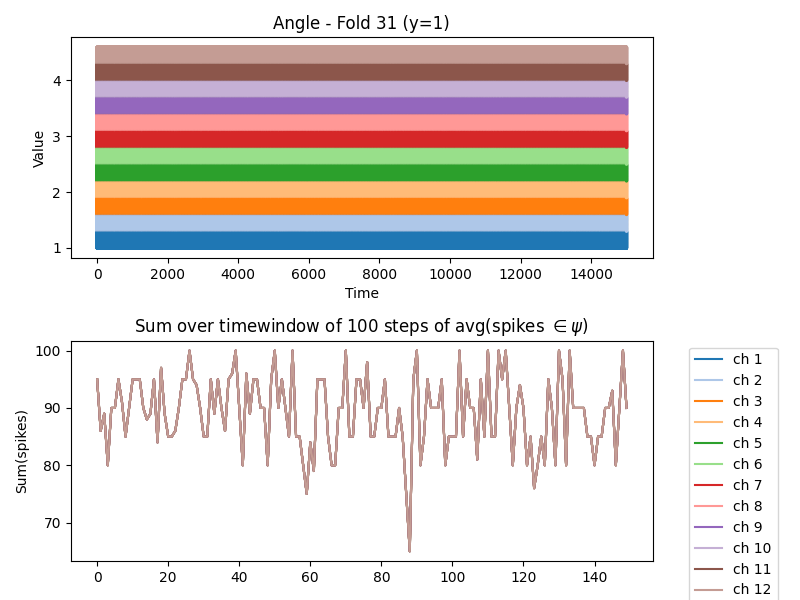 Angle - Fold 31 (y=1)
Value
4
3
2
1
0 2000 4000 6000 8000 10000 12000 14000
Time
Sum over timewindow of 100 steps of avg(spikes ∈ ψ)
Sum(spikes)
100
90
80
70
0 20 40 60 80 100 120 140
ch 1
ch 2
ch 3
ch 4
ch 5
ch 6
ch 7
ch 8
ch 9
ch 10
ch 11
ch 12